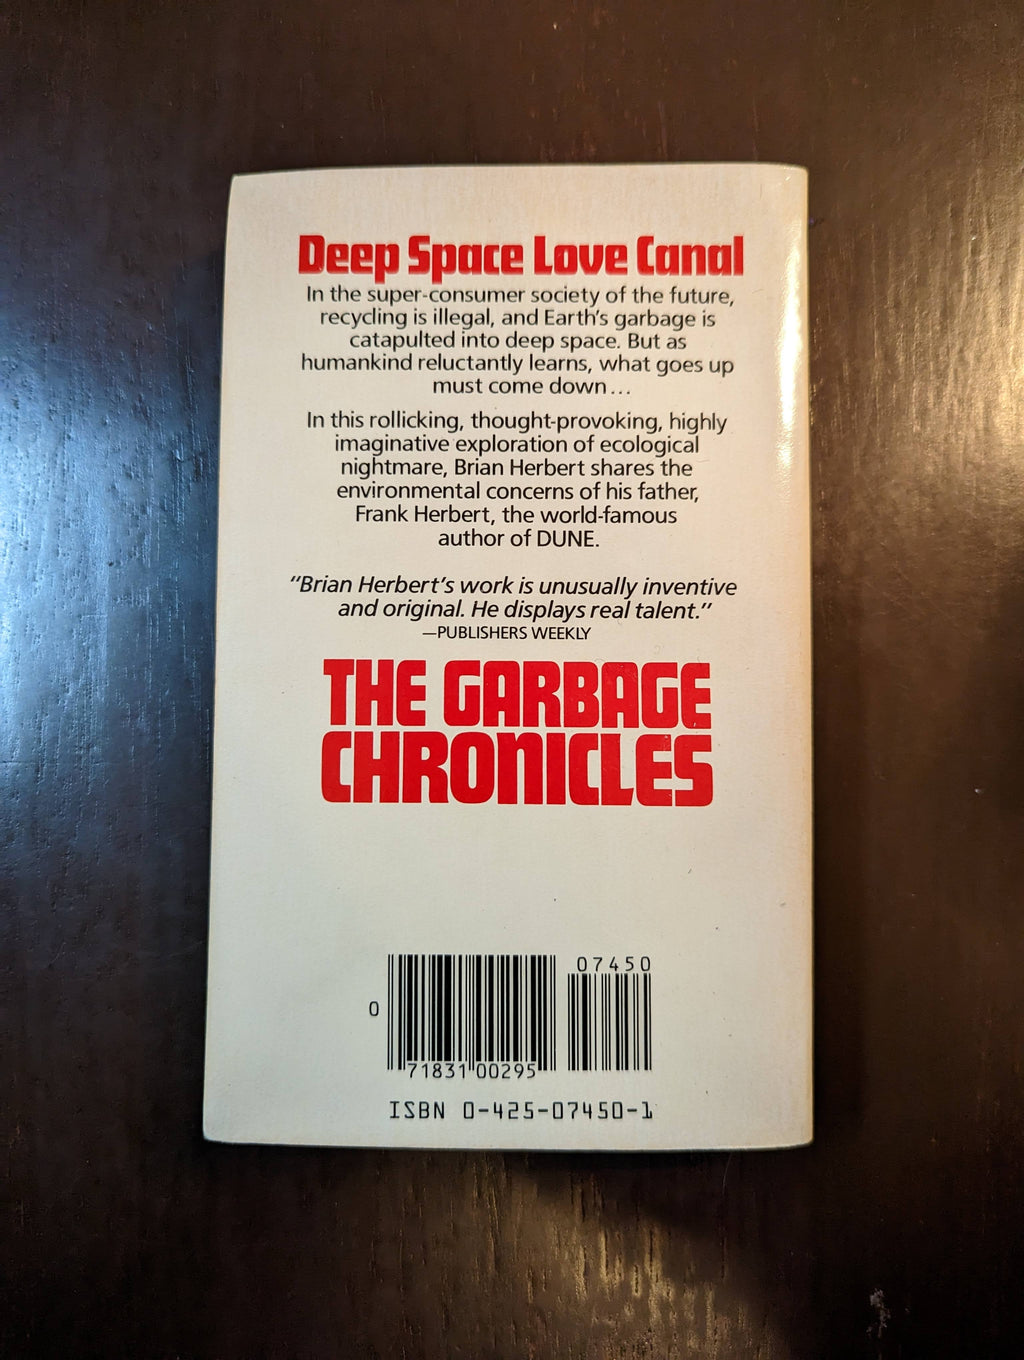 Deep Space Love Canal
In the super-consumer society of the future,
recycling is illegal, and Earth's garbage is
catapulted into deep space. But as
humankind reluctantly learns, what goes up
must come down...
In this rollicking, thought-provoking, highly
imaginative exploration of ecological
nightmare, Brian Herbert shares the
environmental concerns of his father,
Frank Herbert, the world-famous
author of DUNE.
"Brian Herbert's work is unusually inventive
and original. He displays real talent."
—PUBLISHERS WEEKLY
THE GARBAGE
CHRONICLES
07450
0
71831 00295
ISBN 0-425-07450-1